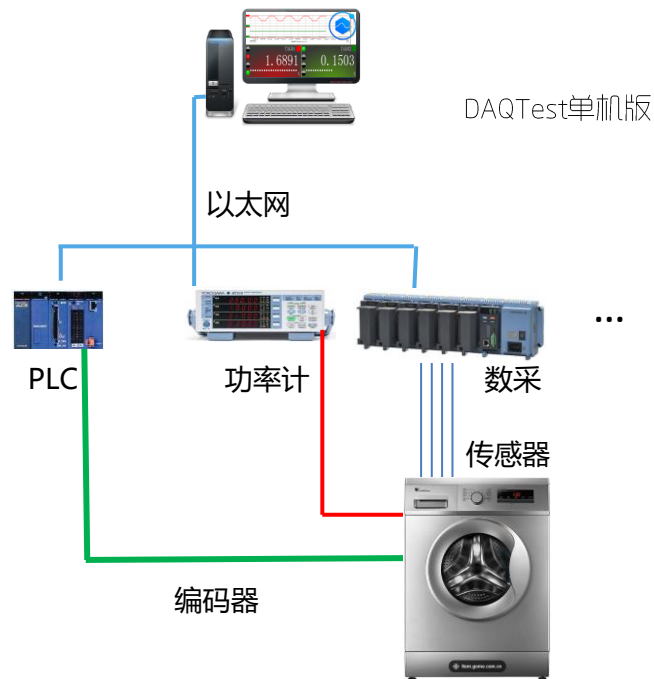 1.6891
0.1503
DAQTest单机版
以太网
YOKOGAWA
...
PLC
功率计
数采
传感器
编码器